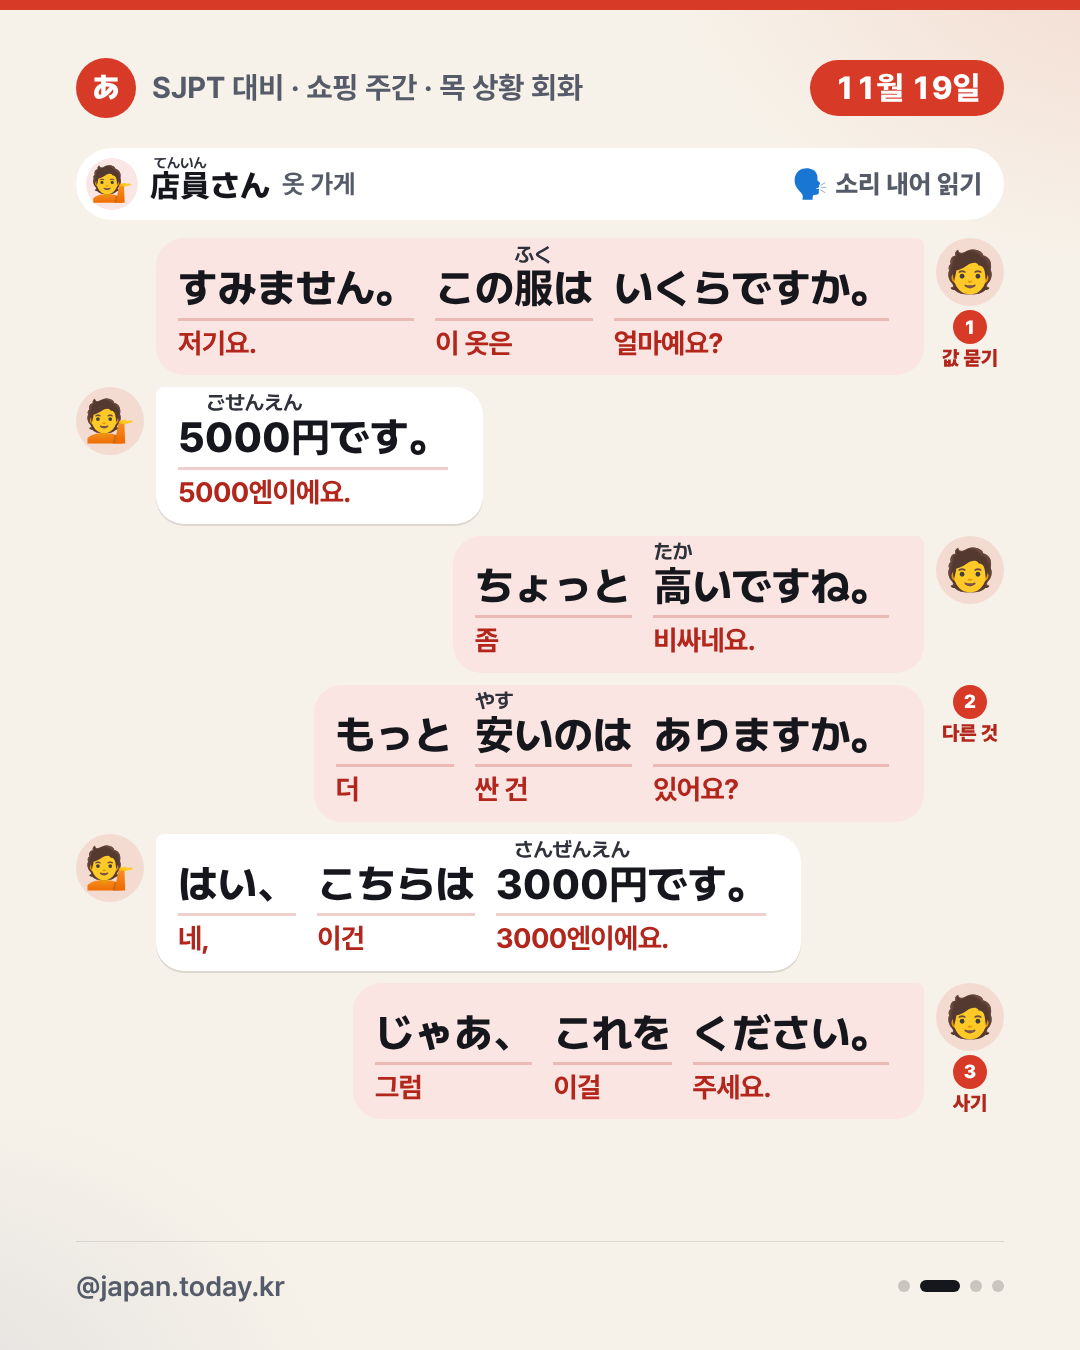 あ SJPT 대비 · 쇼핑 주간 · 목 상황 회화
11월 19일
てんいん
店員さん 옷 가게
소리 내어 읽기
ふく
すみません。 この服は いくらですか。
저기요. 이 옷은 얼마예요?
1
값 묻기
ごせんえん
5000円です。
5000엔이에요.
たか
ちょっと 高いですね。
좀 비싸네요.
やす
もっと 安いのは ありますか。
더 싼 건 있어요?
2
다른 것
さんぜんえん
はい、 こちらは 3000円です。
네, 이건 3000엔이에요.
じゃあ、 これを ください。
그럼 이걸 주세요.
3
사기
@japan.today.kr